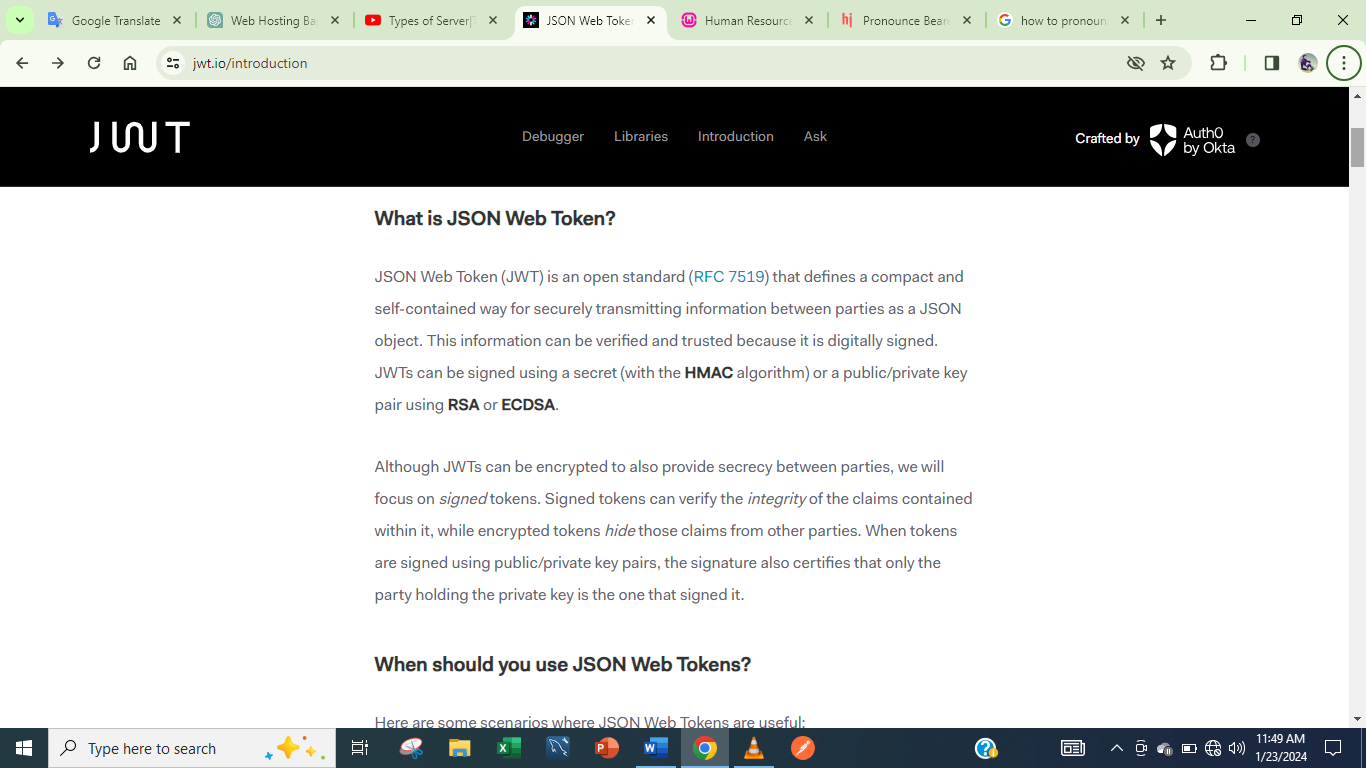 Google Translate
Web Hosting Ba
Types of Server|
JSON Web Token
Human Resource
Pronounce Bear
how to pronoun
jwt.io/introduction
JWT
Debugger
Libraries
Introduction
Ask
Crafted by
Auth0
by Okta
?
What is JSON Web Token?
JSON Web Token (JWT) is an open standard (RFC 7519) that defines a compact and
self-contained way for securely transmitting information between parties as a JSON
object. This information can be verified and trusted because it is digitally signed.
JWTs can be signed using a secret (with the HMAC algorithm) or a public/private key
pair using RSA or ECDSA.
Although JWTs can be encrypted to also provide secrecy between parties, we will
focus on signed tokens. Signed tokens can verify the integrity of the claims contained
within it, while encrypted tokens hide those claims from other parties. When tokens
are signed using public/private key pairs, the signature also certifies that only the
party holding the private key is the one that signed it.
When should you use JSON Web Tokens?
Here are some scenarios where JSON Web Tokens are useful:
Type here to search
11:49 AM
1/23/2024